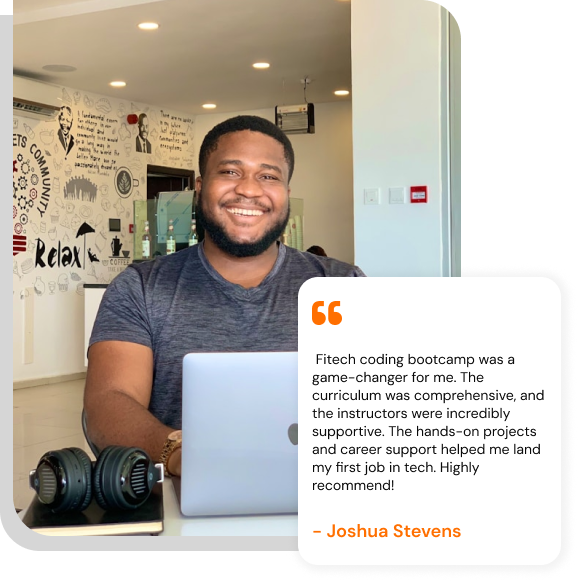 ETS COMMUNITY
Relax
COFFEE
Fitech coding bootcamp was a
game-changer for me. The
curriculum was comprehensive, and
the instructors were incredibly
supportive. The hands-on projects
and career support helped me land
my first job in tech. Highly
recommend!
- Joshua Stevens